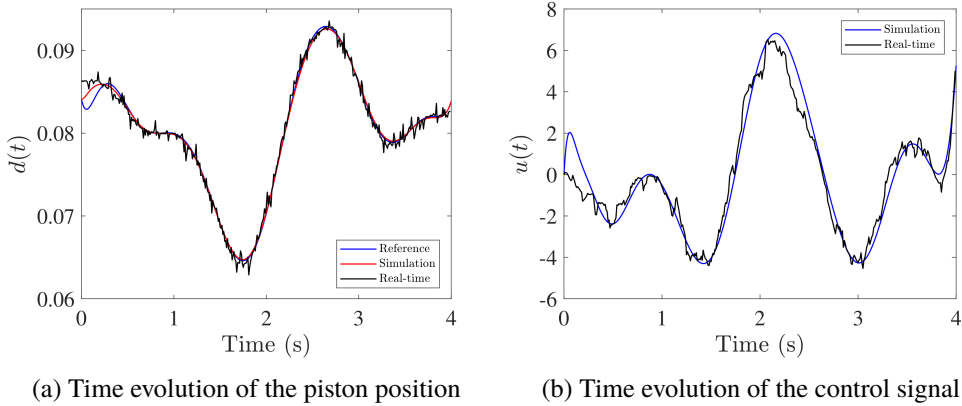 0.09
0.08
0.07
0.06
d(t)
0
1
2
3
4
Time (s)
Reference
Simulation
Real-time
8
6
4
2
0
-2
-4
-6
u(t)
0
1
2
3
4
Time (s)
Simulation
Real-time
(a) Time evolution of the piston position
(b) Time evolution of the control signal